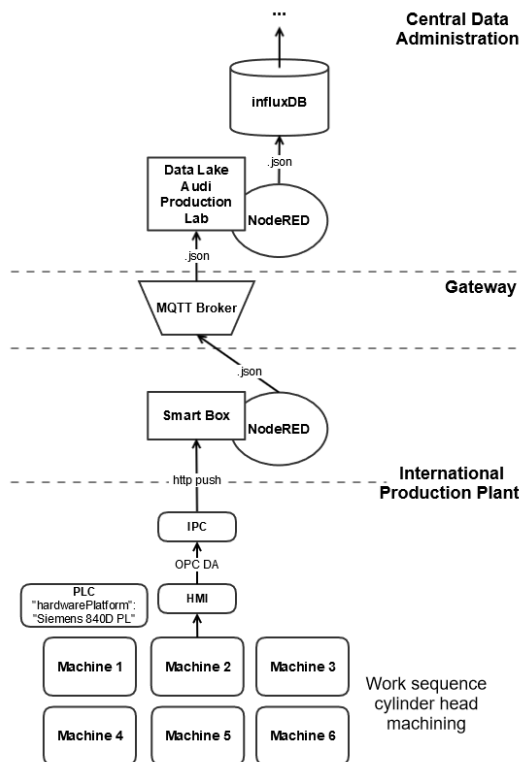 ...
Central Data
Administration
influxDB
.json
Data Lake
Audi
Production
Lab
NodeRED
.json
Gateway
MQTT Broker
.json
Smart Box
NodeRED
http push
International
Production Plant
IPC
OPC DA
PLC
"hardwarePlatform":
"Siemens 840D PL"
HMI
Machine 1
Machine 2
Machine 3
Work sequence
cylinder head
machining
Machine 4
Machine 5
Machine 6